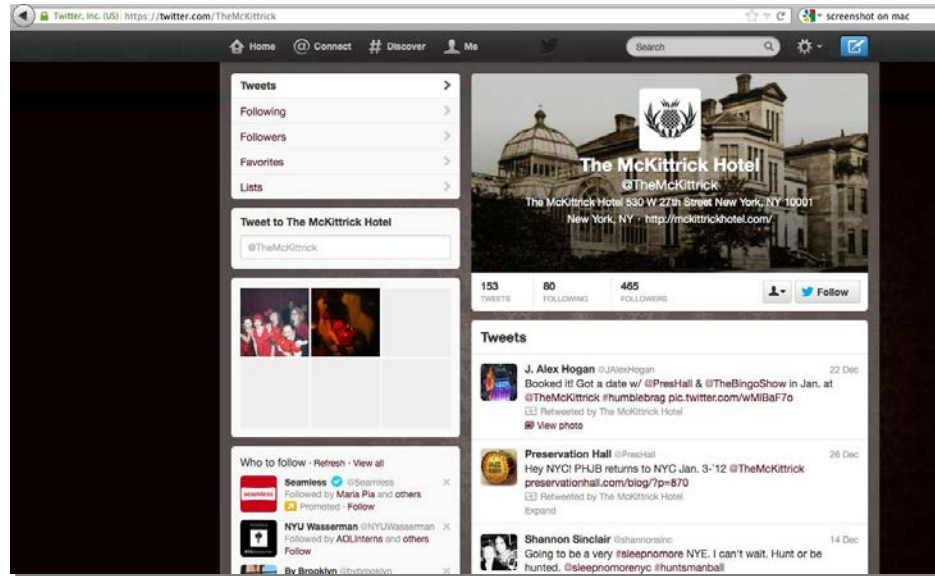 Twitter, Inc. (US) https://twitter.com/TheMcKittrick
screenshot on mac
Home Connect Discover Me
Search
Tweets
Following
Followers
Favorites
Lists
Tweet to The McKittrick Hotel
@TheMcKittrick
Who to follow · Refresh · View all
Seamless @Seamless
Followed by Maria Pia and others
Promoted · Follow
NYU Wasserman @NYUWasserman
Followed by AOLInterns and others
Follow
By Brooklyn @bybrooklyn
The McKittrick Hotel
@TheMcKittrick
The McKittrick Hotel 530 W 27th Street New York, NY 10001
New York, NY · http://mckittrickhotel.com/
153 80 465
TWEETS FOLLOWING FOLLOWERS
Follow
Tweets
J. Alex Hogan @JAlexHogan 22 Dec
Booked it! Got a date w/ @PresHall & @TheBingoShow in Jan. at
@TheMcKittrick #humblebrag pic.twitter.com/wMlBaF7o
Retweeted by The McKittrick Hotel
View photo
Preservation Hall @PresHall 26 Dec
Hey NYC! PHJB returns to NYC Jan. 3-`12 @TheMcKittrick
preservationhall.com/blog/?p=870
Retweeted by The McKittrick Hotel
Expand
Shannon Sinclair @shannonsinc 14 Dec
Going to be a very #sleepnomore NYE. I can't wait. Hunt or be
hunted. @sleepnomorenyc #huntsmanball